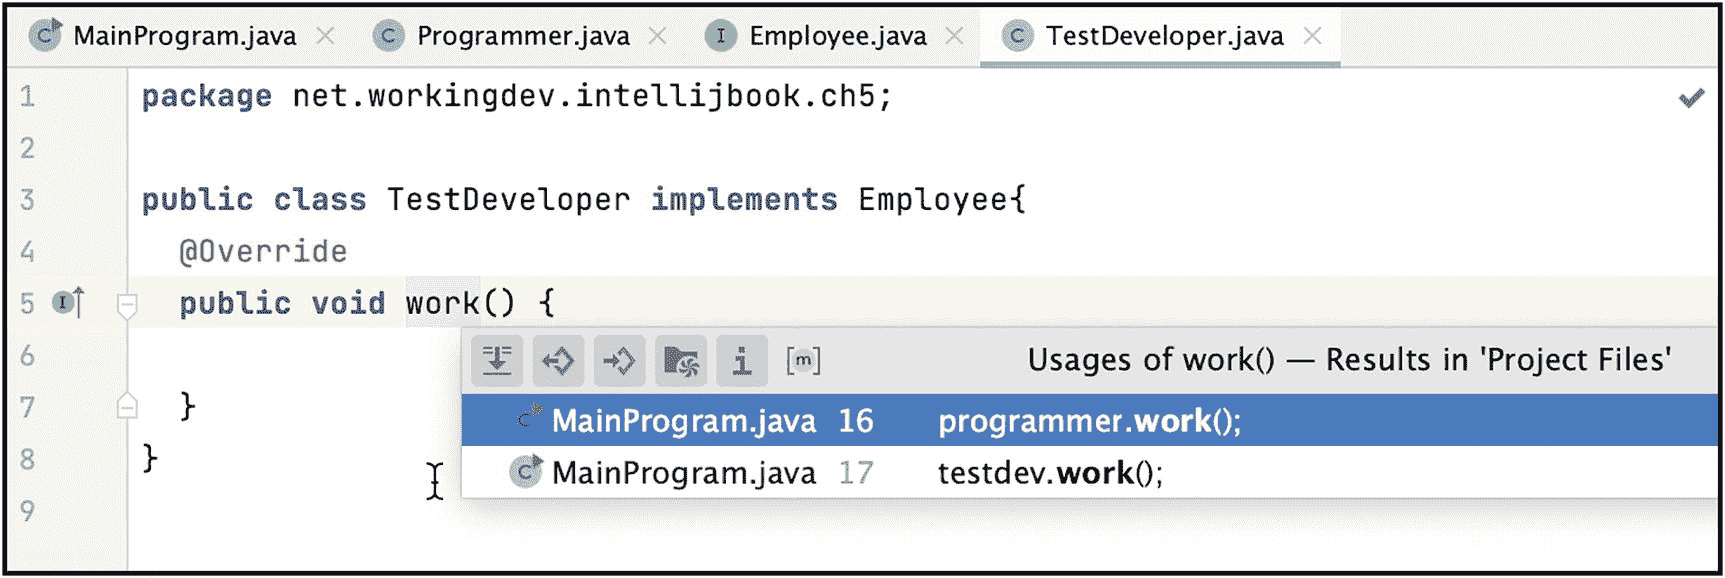 MainProgram.java Programmer.java Employee.java TestDeveloper.java
1 package net.workingdev.intellijbook.ch5;
2
3 public class TestDeveloper implements Employee{
4 @Override
5 public void work() {
6
Usages of work() — Results in 'Project Files'
MainProgram.java 16 programmer.work();
7 }
8 }
MainProgram.java 17 testdev.work();
9